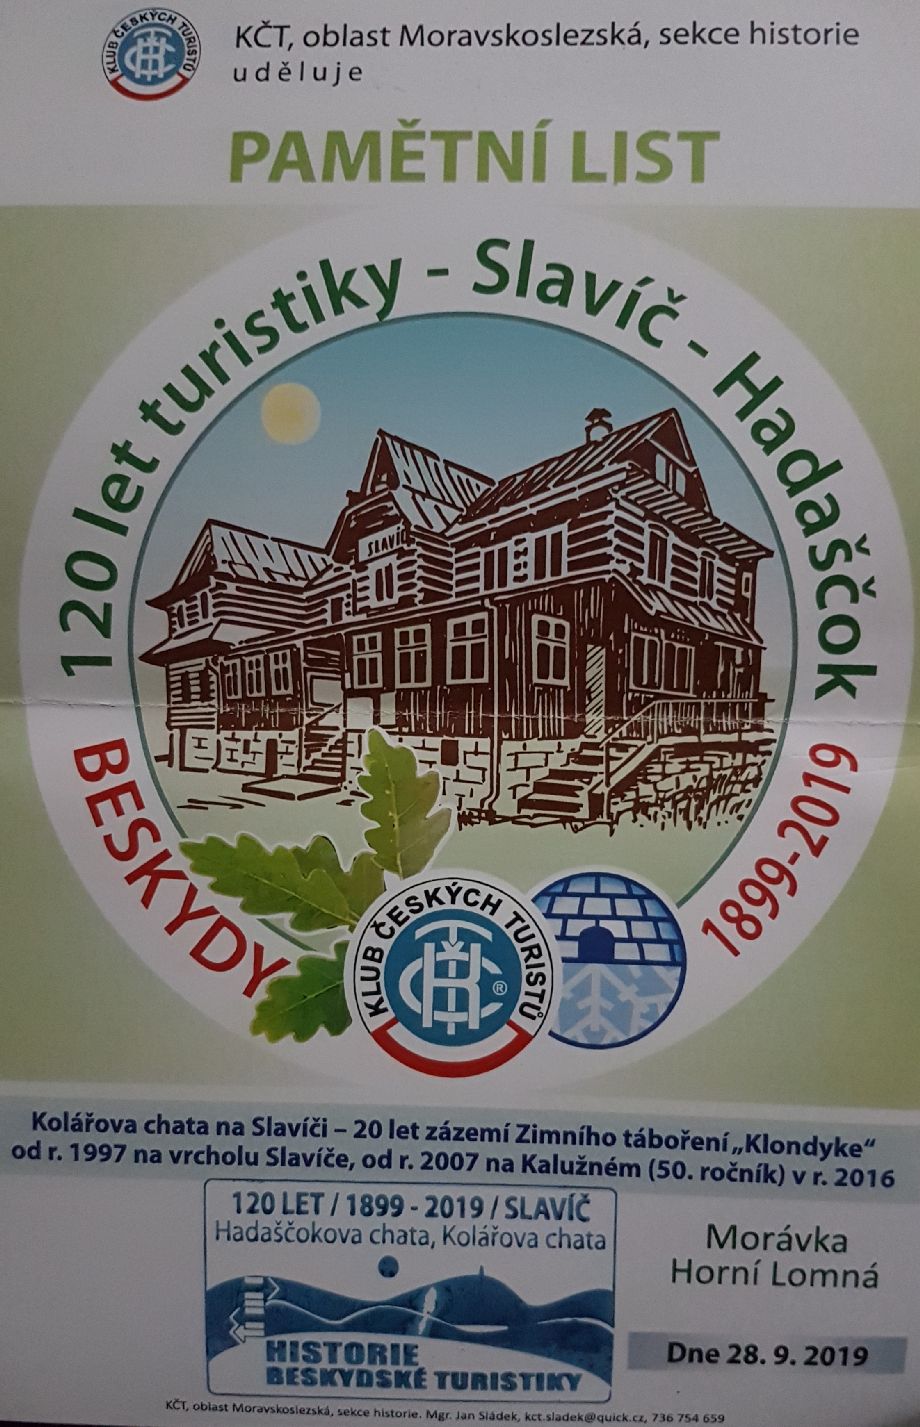 KLUB ČESKÝCH TURISTŮ
KČT, oblast Moravskoslezská, sekce historie
uděluje
PAMĚTNÍ LIST
120 let turistiky - Slavíč - Hadaščok
SLAVÍČ
BESKYDY
1899-2019
KLUB ČESKÝCH TURISTŮ
KČT ®
Kolářova chata na Slavíči – 20 let zázemí Zimního táboření „Klondyke“
od r. 1997 na vrcholu Slavíče, od r. 2007 na Kalužném (50. ročník) v r. 2016
120 LET / 1899 - 2019 / SLAVÍČ
Hadaščokova chata, Kolářova chata
HISTORIE
BESKYDSKÉ TURISTIKY
Morávka
Horní Lomná
Dne 28. 9. 2019
KČT, oblast Moravskoslezská, sekce historie. Mgr. Jan Sládek, kct.sladek@quick.cz, 736 754 659